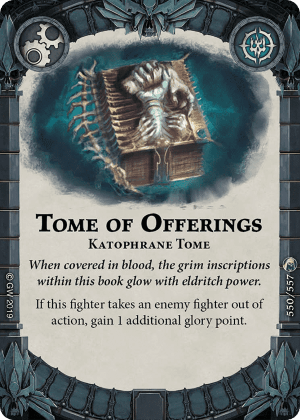 Tome of Offerings
Katophrane Tome
When covered in blood, the grim inscriptions
within this book glow with eldritch power.
If this fighter takes an enemy fighter out of
action, gain 1 additional glory point.
© GW 2019
550/557